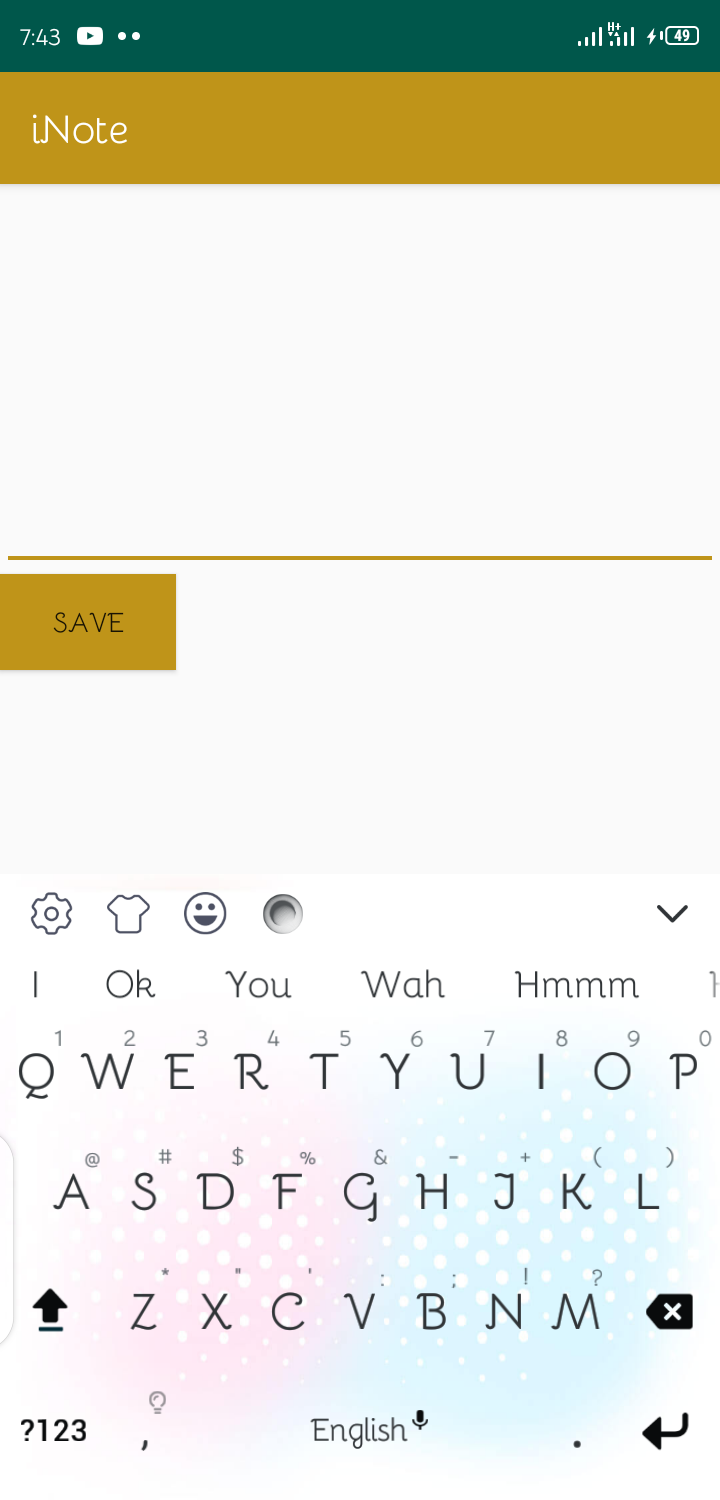 7:43 H+ 49
iNote
SAVE
I Ok You Wah Hmmm
1 2 3 4 5 6 7 8 9 0
Q W E R T Y U I O P
@ # $ % & - + ( )
A S D F G H J K L
* " ' : ; ! ?
Z X C V B N M
?123 , English .